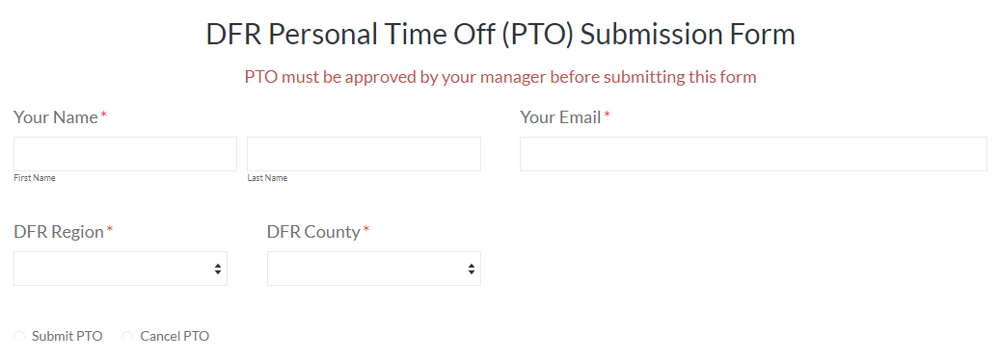 DFR Personal Time Off (PTO) Submission Form
PTO must be approved by your manager before submitting this form
Your Name *
Your Email *
First Name
Last Name
DFR Region *
DFR County *
Submit PTO
Cancel PTO